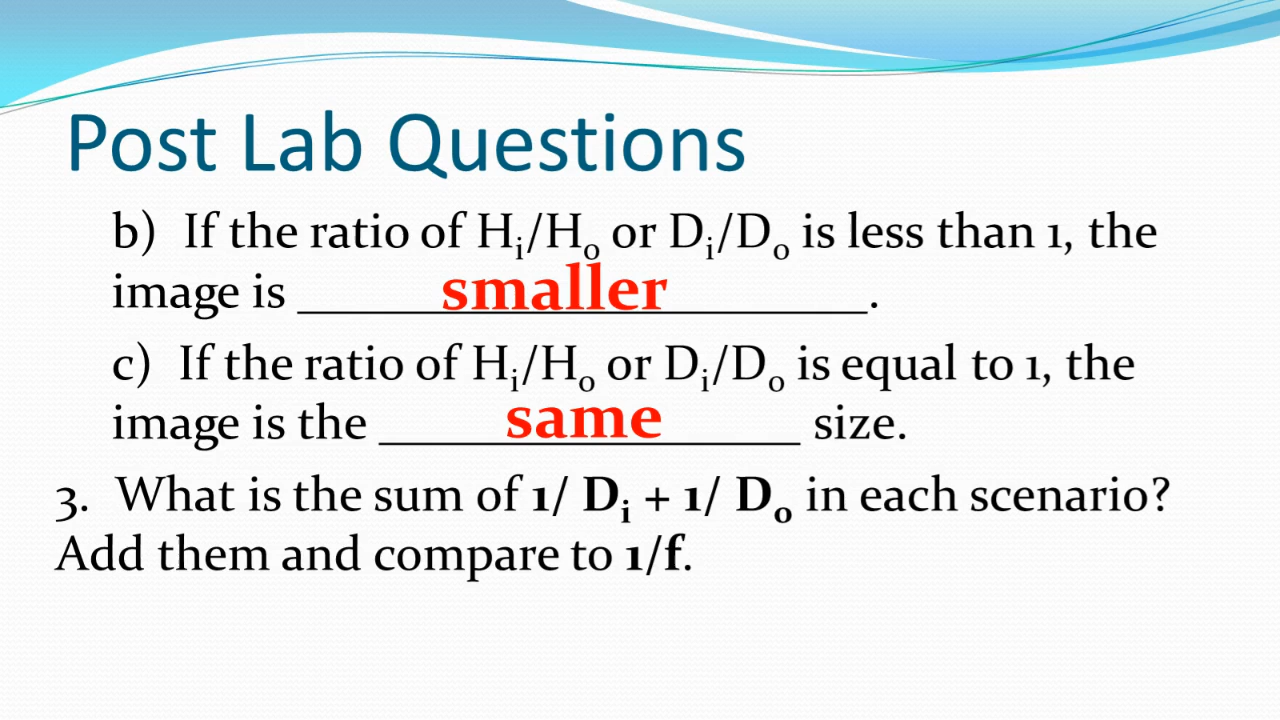 Post Lab Questions
b) If the ratio of Hᵢ/Hₒ or Dᵢ/Dₒ is less than 1, the
image is ______smaller______.
c) If the ratio of Hᵢ/Hₒ or Dᵢ/Dₒ is equal to 1, the
image is the ______same______ size.
3. What is the sum of 1/ Dᵢ + 1/ Dₒ in each scenario?
Add them and compare to 1/f.